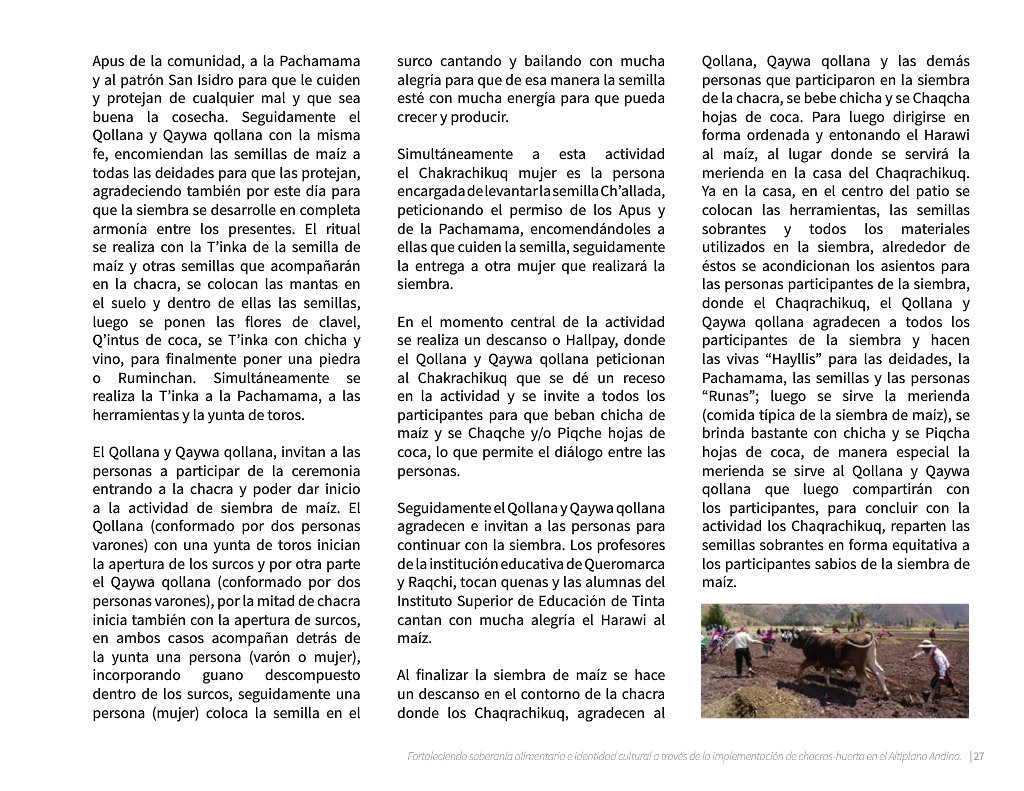 Apus de la comunidad, a la Pachamama
y al patrón San Isidro para que le cuiden
y protejan de cualquier mal y que sea
buena la cosecha. Seguidamente el
Qollana y Qaywa qollana con la misma
fe, encomiendan las semillas de maíz a
todas las deidades para que las protejan,
agradeciendo también por este día para
que la siembra se desarrolle en completa
armonía entre los presentes. El ritual
se realiza con la T’inka de la semilla de
maíz y otras semillas que acompañarán
en la chacra, se colocan las mantas en
el suelo y dentro de ellas las semillas,
luego se ponen las flores de clavel,
Q’intus de coca, se T’inka con chicha y
vino, para finalmente poner una piedra
o Ruminchan. Simultáneamente se
realiza la T’inka a la Pachamama, a las
herramientas y la yunta de toros.

El Qollana y Qaywa qollana, invitan a las
personas a participar de la ceremonia
entrando a la chacra y poder dar inicio
a la actividad de siembra de maíz. El
Qollana (conformado por dos personas
varones) con una yunta de toros inician
la apertura de los surcos y por otra parte
el Qaywa qollana (conformado por dos
personas varones), por la mitad de chacra
inicia también con la apertura de surcos,
en ambos casos acompañan detrás de
la yunta una persona (varón o mujer),
incorporando guano descompuesto
dentro de los surcos, seguidamente una
persona (mujer) coloca la semilla en el
surco cantando y bailando con mucha
alegría para que de esa manera la semilla
esté con mucha energía para que pueda
crecer y producir.

Simultáneamente a esta actividad
el Chakrachikuq mujer es la persona
encargada de levantar la semilla Ch’allada,
peticionando el permiso de los Apus y
de la Pachamama, encomendándoles a
ellas que cuiden la semilla, seguidamente
la entrega a otra mujer que realizará la
siembra.

En el momento central de la actividad
se realiza un descanso o Hallpay, donde
el Qollana y Qaywa qollana peticionan
al Chakrachikuq que se dé un receso
en la actividad y se invite a todos los
participantes para que beban chicha de
maíz y se Chaqche y/o Piqche hojas de
coca, lo que permite el diálogo entre las
personas.

Seguidamente el Qollana y Qaywa qollana
agradecen e invitan a las personas para
continuar con la siembra. Los profesores
de la institución educativa de Queromarca
y Raqchi, tocan quenas y las alumnas del
Instituto Superior de Educación de Tinta
cantan con mucha alegría el Harawi al
maíz.

Al finalizar la siembra de maíz se hace
un descanso en el contorno de la chacra
donde los Chaqrachikuq, agradecen al
Qollana, Qaywa qollana y las demás
personas que participaron en la siembra
de la chacra, se bebe chicha y se Chaqcha
hojas de coca. Para luego dirigirse en
forma ordenada y entonando el Harawi
al maíz, al lugar donde se servirá la
merienda en la casa del Chaqrachikuq.
Ya en la casa, en el centro del patio se
colocan las herramientas, las semillas
sobrantes y todos los materiales
utilizados en la siembra, alrededor de
éstos se acondicionan los asientos para
las personas participantes de la siembra,
donde el Chaqrachikuq, el Qollana y
Qaywa qollana agradecen a todos los
participantes de la siembra y hacen
las vivas “Hayllis” para las deidades, la
Pachamama, las semillas y las personas
“Runas”; luego se sirve la merienda
(comida típica de la siembra de maíz), se
brinda bastante con chicha y se Piqcha
hojas de coca, de manera especial la
merienda se sirve al Qollana y Qaywa
qollana que luego compartirán con
los participantes, para concluir con la
actividad los Chaqrachikuq, reparten las
semillas sobrantes en forma equitativa a
los participantes sabios de la siembra de
maíz.

Fortaleciendo soberanía alimentaria e identidad cultural a través de la implementación de chacras-huerta en el Altiplano Andino. |27